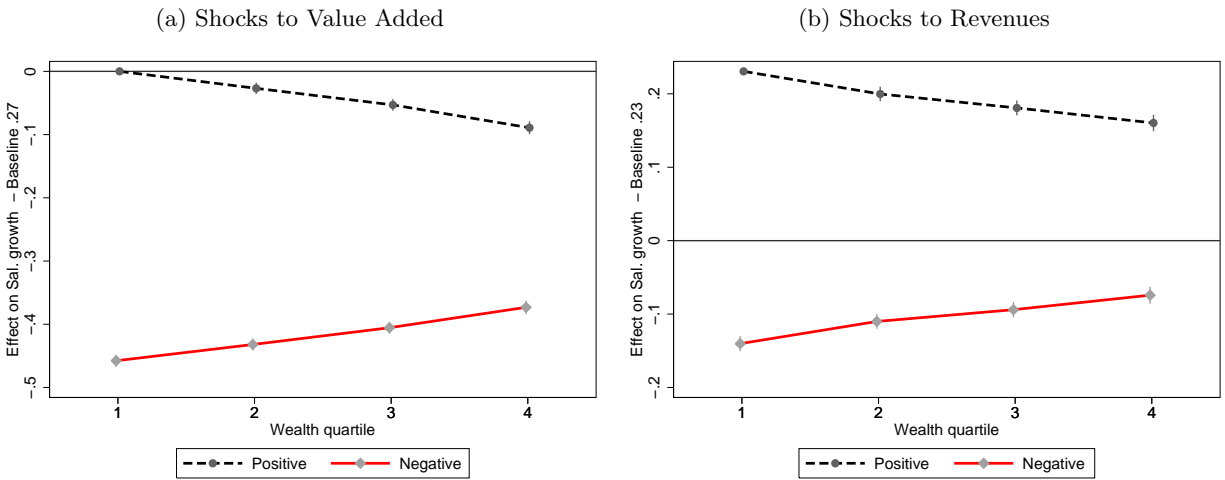 (a) Shocks to Value Added
Effect on Sal. growth − Baseline .27
0
−.1
−.2
−.3
−.4
−.5
1 2 3 4
Wealth quartile
Positive Negative
(b) Shocks to Revenues
Effect on Sal. growth − Baseline .23
.2
.1
0
−.1
−.2
1 2 3 4
Wealth quartile
Positive Negative